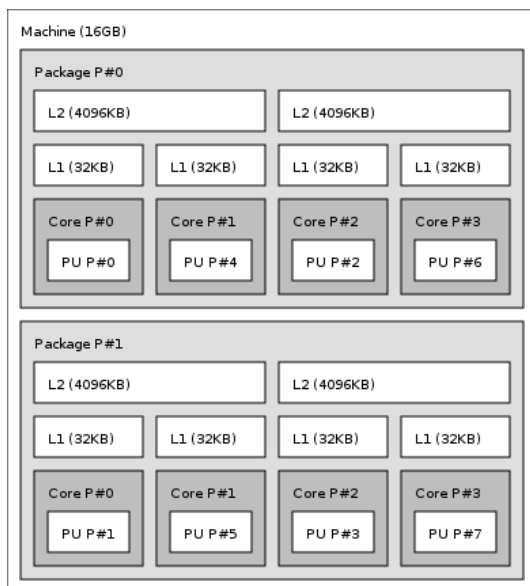 Machine (16GB)
Package P#0
L2 (4096KB) L2 (4096KB)
L1 (32KB) L1 (32KB) L1 (32KB) L1 (32KB)
Core P#0 Core P#1 Core P#2 Core P#3
PU P#0 PU P#4 PU P#2 PU P#6
Package P#1
L2 (4096KB) L2 (4096KB)
L1 (32KB) L1 (32KB) L1 (32KB) L1 (32KB)
Core P#0 Core P#1 Core P#2 Core P#3
PU P#1 PU P#5 PU P#3 PU P#7